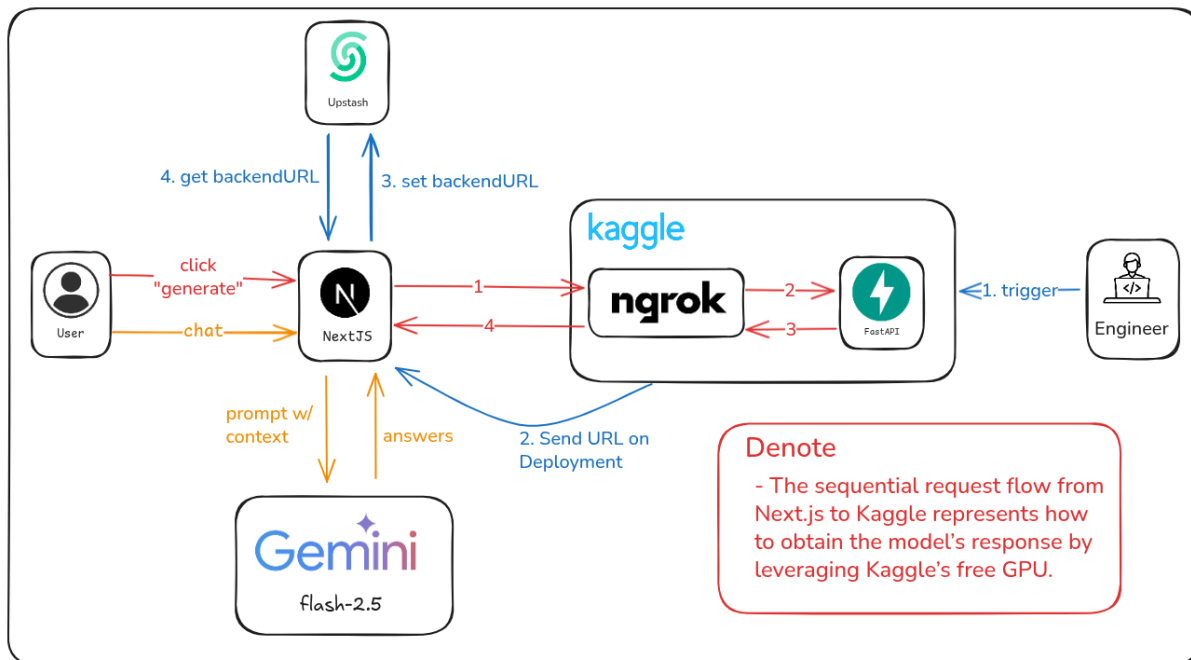 Upstash
4. get backendURL
3. set backendURL
kaggle
click
"generate"
User
chat
N
NextJS
1
4
ngrok
2
3
FastAPI
1. trigger
</>
Engineer
prompt w/
context
answers
2. Send URL on
Deployment
Gemini
flash-2.5
Denote
- The sequential request flow from
Next.js to Kaggle represents how
to obtain the model's response by
leveraging Kaggle's free GPU.